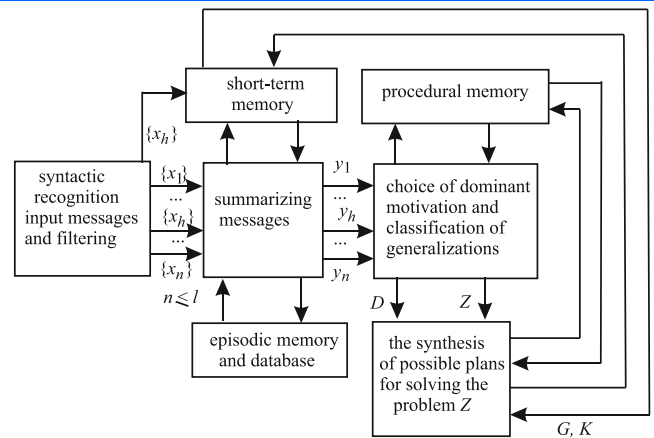 short-term
memory
procedural memory
{xₕ}
syntactic
recognition
input messages
and filtering
{x₁}
...
{xₕ}
...
{xₙ}
n ⩽ l
summarizing
messages
y₁
...
yₕ
...
yₙ
choice of dominant
motivation and
classification of
generalizations
D
Z
episodic memory
and database
the synthesis
of possible plans
for solving the
problem Z
G, K